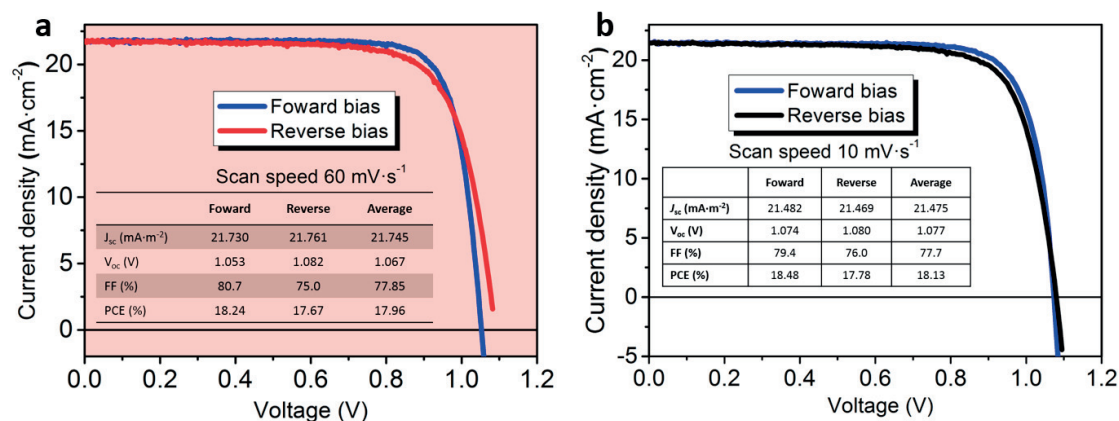 a
Current density (mA·cm⁻²)
20
15
10
5
0
Foward bias
Reverse bias
Scan speed 60 mV·s⁻¹
Foward Reverse Average
Jsc (mA·m⁻²) 21.730 21.761 21.745
Voc (V) 1.053 1.082 1.067
FF (%) 80.7 75.0 77.85
PCE (%) 18.24 17.67 17.96
0.0 0.2 0.4 0.6 0.8 1.0 1.2
Voltage (V)
b
Current density (mA·cm⁻²)
20
15
10
5
0
-5
Foward bias
Reverse bias
Scan speed 10 mV·s⁻¹
Foward Reverse Average
Jsc (mA·m⁻²) 21.482 21.469 21.475
Voc (V) 1.074 1.080 1.077
FF (%) 79.4 76.0 77.7
PCE (%) 18.48 17.78 18.13
0.0 0.2 0.4 0.6 0.8 1.0 1.2
Voltage (V)